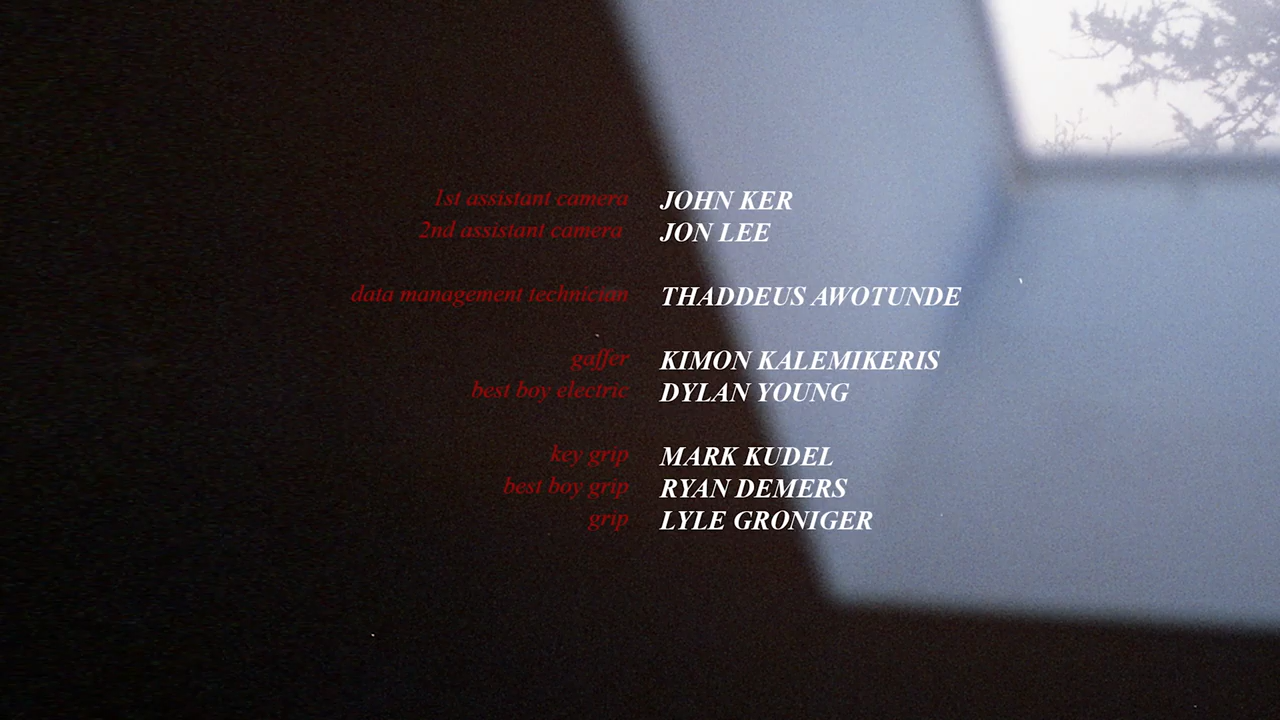 1st assistant camera JOHN KER
2nd assistant camera JON LEE
data management technician THADDEUS AWOTUNDE
gaffer KIMON KALEMIKERIS
best boy electric DYLAN YOUNG
key grip MARK KUDEL
best boy grip RYAN DEMERS
grip LYLE GRONIGER